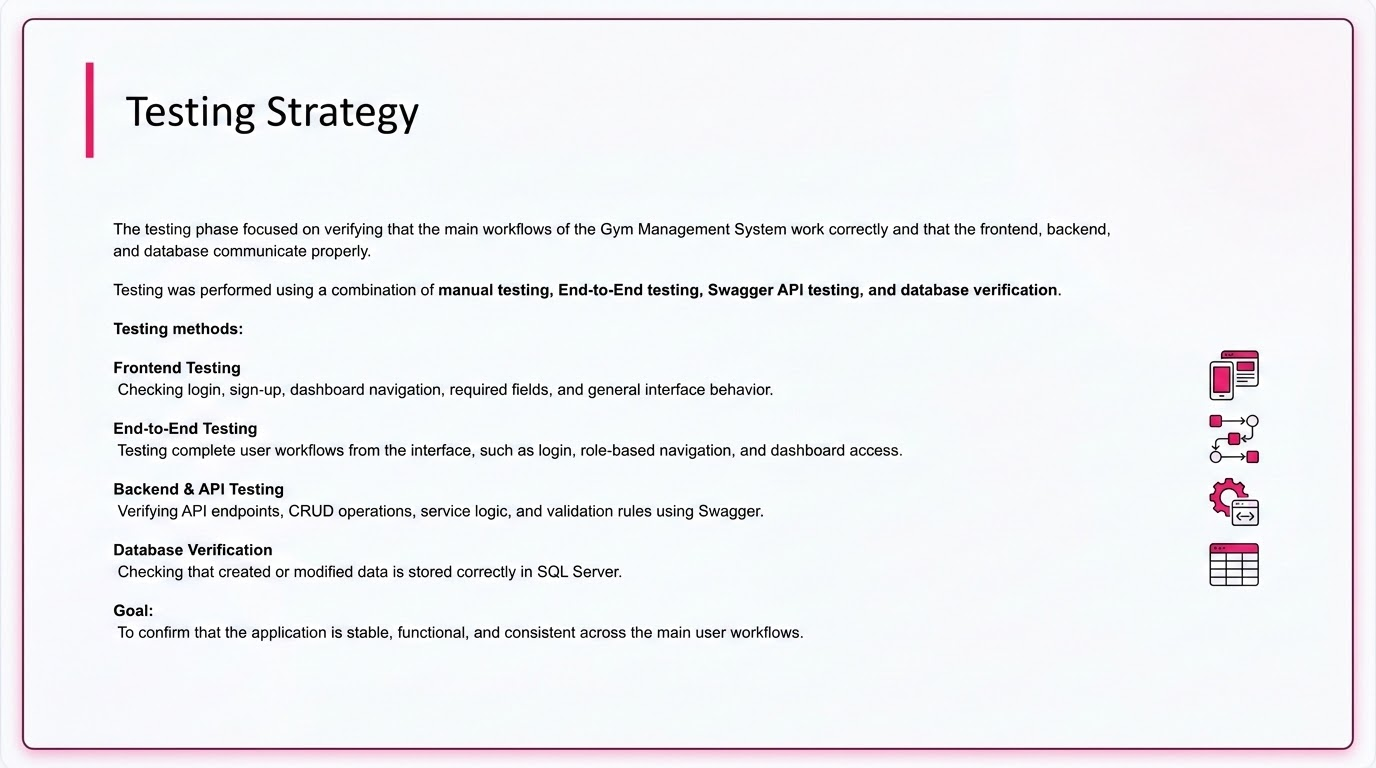 Testing Strategy
The testing phase focused on verifying that the main workflows of the Gym Management System work correctly and that the frontend, backend,
and database communicate properly.
Testing was performed using a combination of manual testing, End-to-End testing, Swagger API testing, and database verification.
Testing methods:
Frontend Testing
Checking login, sign-up, dashboard navigation, required fields, and general interface behavior.
End-to-End Testing
Testing complete user workflows from the interface, such as login, role-based navigation, and dashboard access.
Backend & API Testing
Verifying API endpoints, CRUD operations, service logic, and validation rules using Swagger.
Database Verification
Checking that created or modified data is stored correctly in SQL Server.
Goal:
To confirm that the application is stable, functional, and consistent across the main user workflows.